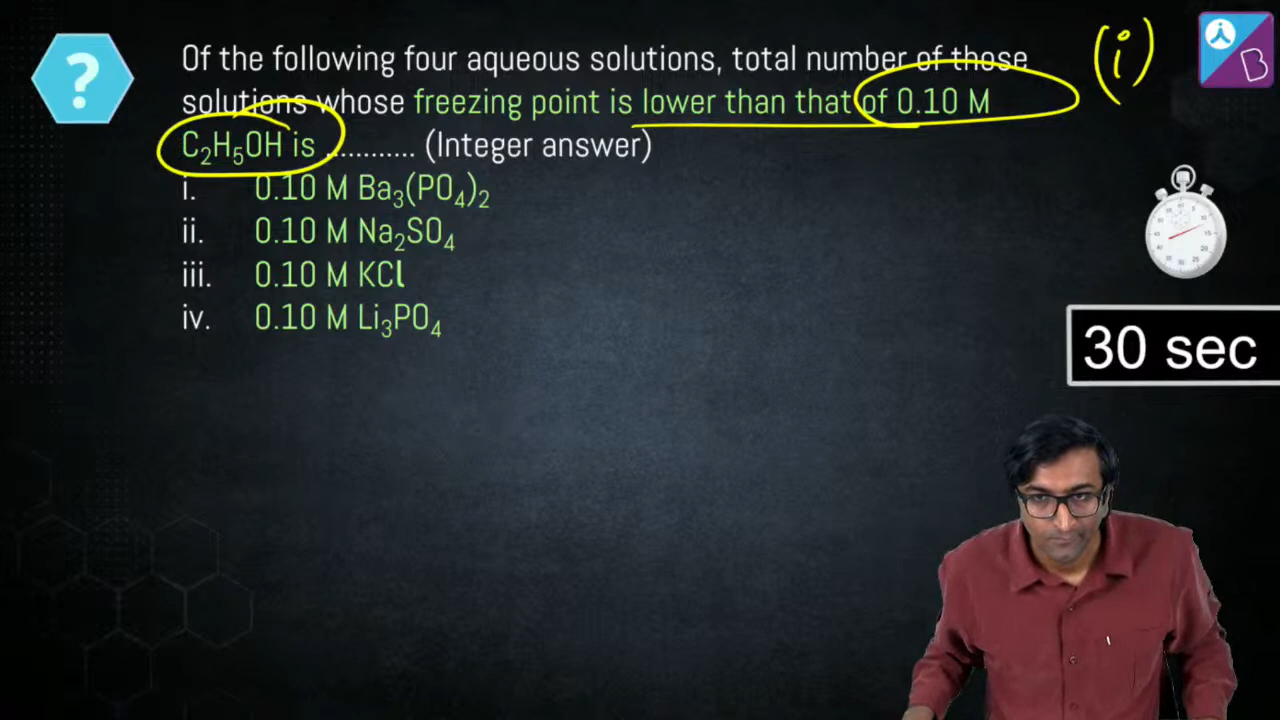 Of the following four aqueous solutions, total number of those
solutions whose freezing point is lower than that of 0.10 M
C₂H₅OH is ............ (Integer answer)
i. 0.10 M Ba₃(PO₄)₂
ii. 0.10 M Na₂SO₄
iii. 0.10 M KCl
iv. 0.10 M Li₃PO₄
(i)
B
?
30 sec